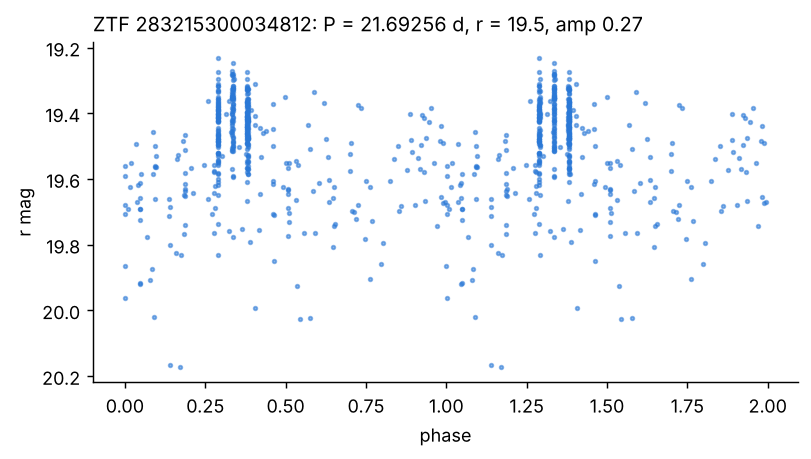 ZTF 283215300034812: P = 21.69256 d, r = 19.5, amp 0.27
19.2
19.4
19.6
19.8
20.0
20.2
r mag
0.00 0.25 0.50 0.75 1.00 1.25 1.50 1.75 2.00
phase